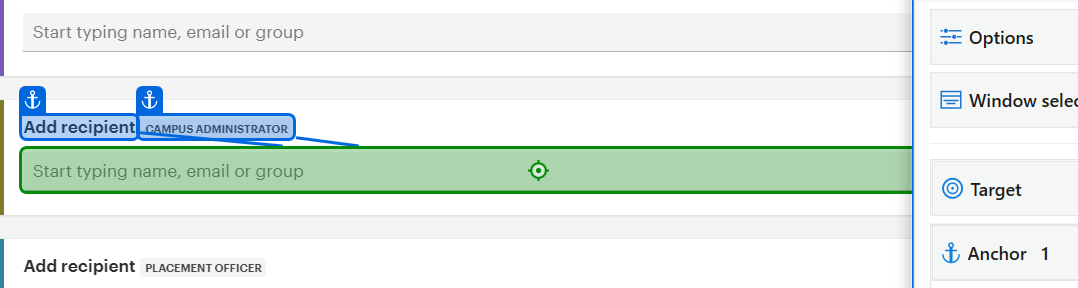 Start typing name, email or group
Options
Window selec
Add recipient CAMPUS ADMINISTRATOR
Start typing name, email or group
Target
Anchor 1
Add recipient PLACEMENT OFFICER